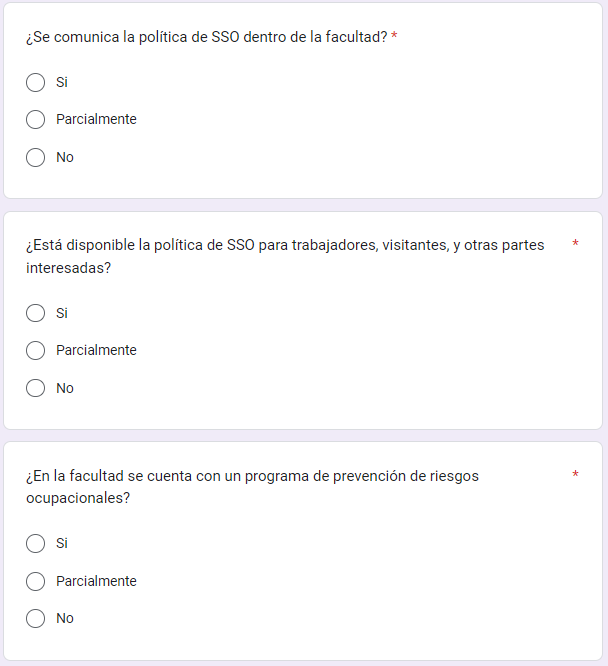 ¿Se comunica la política de SSO dentro de la facultad? *
Si
Parcialmente
No
¿Está disponible la política de SSO para trabajadores, visitantes, y otras partes *
interesadas?
Si
Parcialmente
No
¿En la facultad se cuenta con un programa de prevención de riesgos *
ocupacionales?
Si
Parcialmente
No